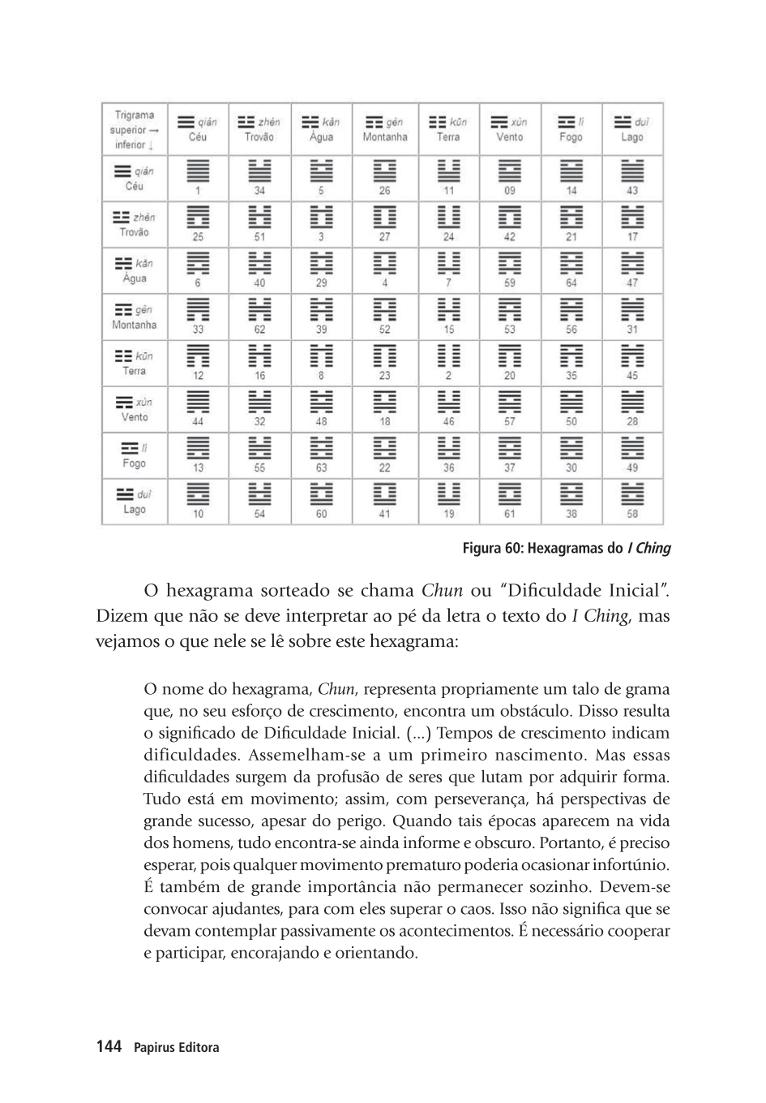 Trigrama superior → inferior ↓
qián Céu
zhén Trovão
kǎn Água
gén Montanha
kūn Terra
xún Vento
lí Fogo
duì Lago
qián Céu
1 34 5 26 11 09 14 43
zhén Trovão
25 51 3 27 24 42 21 17
kǎn Água
6 40 29 4 7 59 64 47
gén Montanha
33 62 39 52 15 53 56 31
kūn Terra
12 16 8 23 2 20 35 45
xún Vento
44 32 48 18 46 57 50 28
lí Fogo
13 55 63 22 36 37 30 49
duì Lago
10 54 60 41 19 61 38 58
Figura 60: Hexagramas do I Ching
O hexagrama sorteado se chama Chun ou “Dificuldade Inicial”.
Dizem que não se deve interpretar ao pé da letra o texto do I Ching, mas
vejamos o que nele se lê sobre este hexagrama:
O nome do hexagrama, Chun, representa propriamente um talo de grama
que, no seu esforço de crescimento, encontra um obstáculo. Disso resulta
o significado de Dificuldade Inicial. (...) Tempos de crescimento indicam
dificuldades. Assemelham-se a um primeiro nascimento. Mas essas
dificuldades surgem da profusão de seres que lutam por adquirir forma.
Tudo está em movimento; assim, com perseverança, há perspectivas de
grande sucesso, apesar do perigo. Quando tais épocas aparecem na vida
dos homens, tudo encontra-se ainda informe e obscuro. Portanto, é preciso
esperar, pois qualquer movimento prematuro poderia ocasionar infortúnio.
É também de grande importância não permanecer sozinho. Devem-se
convocar ajudantes, para com eles superar o caos. Isso não significa que se
devam contemplar passivamente os acontecimentos. É necessário cooperar
e participar, encorajando e orientando.
144 Papirus Editora